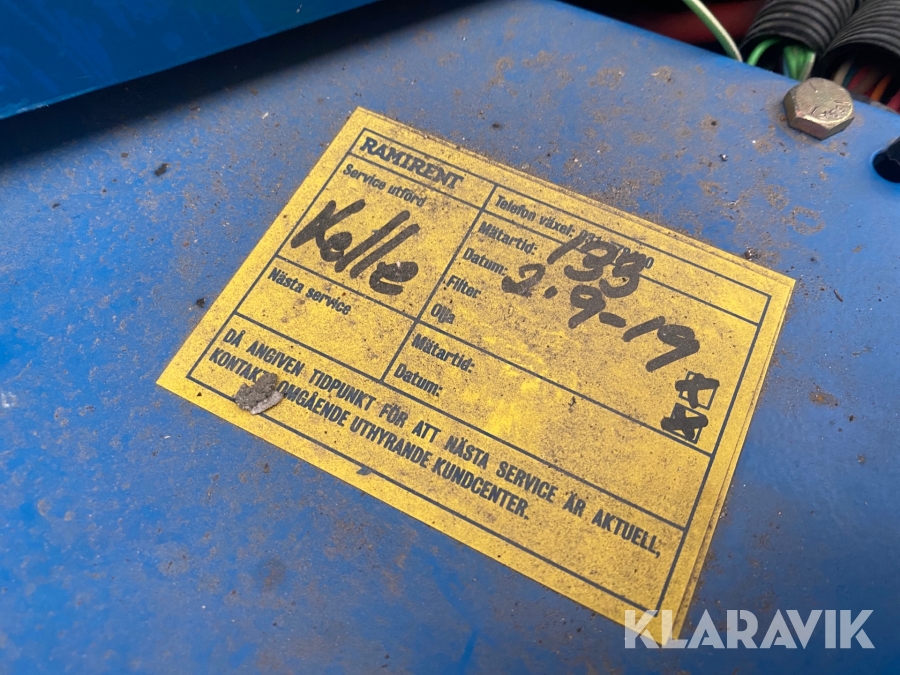 RAMIRENT
Service utförd
Kelle
Telefon växel:
Mätartid: 133
Datum: 2.9-19
Filter
Olja
Nästa service
Mätartid:
Datum:
DÅ ANGIVEN TIDPUNKT FÖR ATT NÄSTA SERVICE ÄR AKTUELL,
KONTAKTA OMGÅENDE UTHYRANDE KUNDCENTER.
KLARAVIK